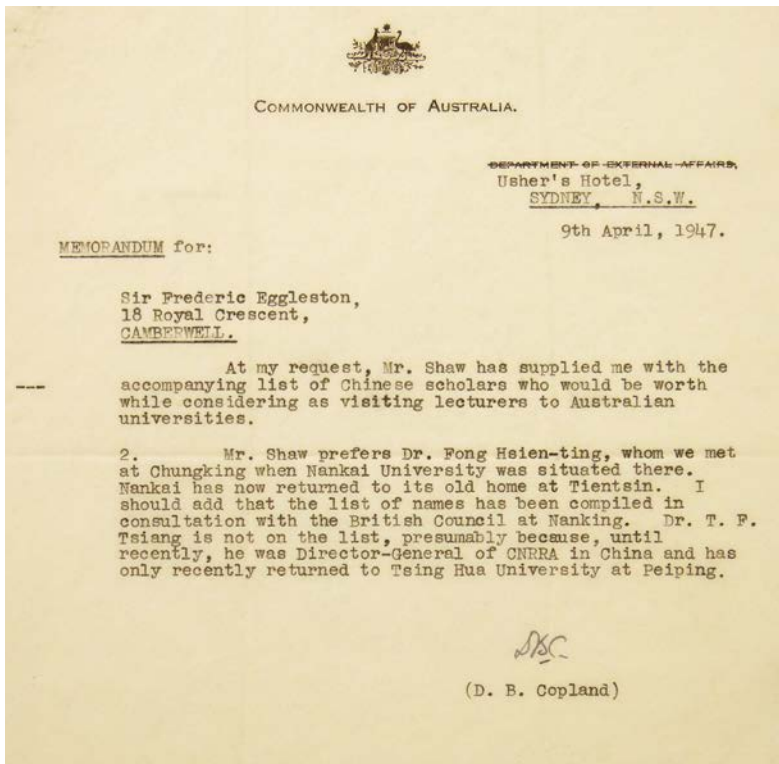 COMMONWEALTH OF AUSTRALIA.
DEPARTMENT OF EXTERNAL AFFAIRS,
Usher's Hotel,
SYDNEY, N.S.W.
9th April, 1947.
MEMORANDUM for:
Sir Frederic Eggleston,
18 Royal Crescent,
CAMBERWELL.
At my request, Mr. Shaw has supplied me with the
--- accompanying list of Chinese scholars who would be worth
while considering as visiting lecturers to Australian
universities.
2. Mr. Shaw prefers Dr. Fong Hsien-ting, whom we met
at Chungking when Nankai University was situated there.
Nankai has now returned to its old home at Tientsin. I
should add that the list of names has been compiled in
consultation with the British Council at Nanking. Dr. T. F.
Tsiang is not on the list, presumably because, until
recently, he was Director-General of CNRRA in China and has
only recently returned to Tsing Hua University at Peiping.
DBC
(D. B. Copland)